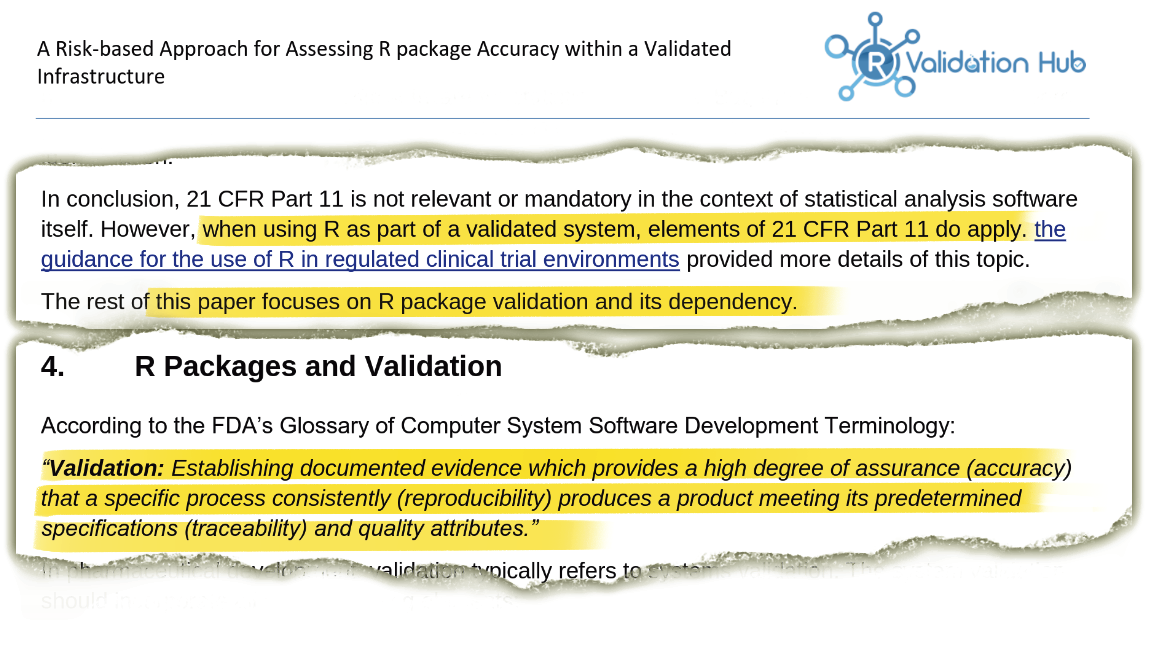 A Risk-based Approach for Assessing R package Accuracy within a Validated
Infrastructure
R Validation Hub
In conclusion, 21 CFR Part 11 is not relevant or mandatory in the context of statistical analysis software
itself. However, when using R as part of a validated system, elements of 21 CFR Part 11 do apply. the
guidance for the use of R in regulated clinical trial environments provided more details of this topic.
The rest of this paper focuses on R package validation and its dependency.
4. R Packages and Validation
According to the FDA’s Glossary of Computer System Software Development Terminology:
“Validation: Establishing documented evidence which provides a high degree of assurance (accuracy)
that a specific process consistently (reproducibility) produces a product meeting its predetermined
specifications (traceability) and quality attributes.”
In pharmaceutical validation typically refers to
should